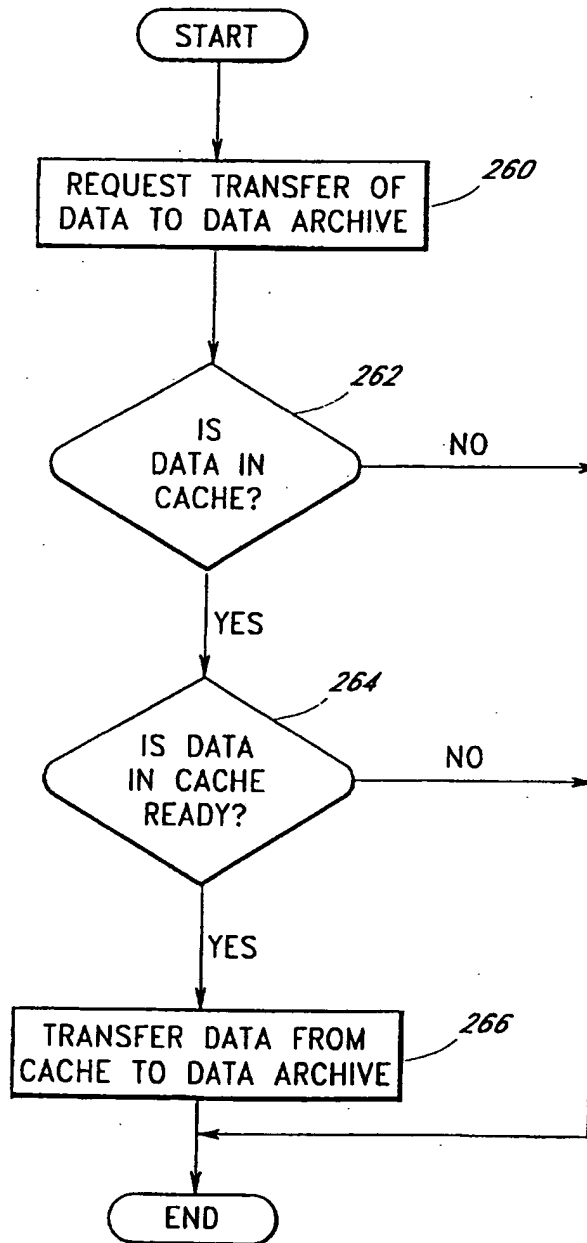 START
REQUEST TRANSFER OF
DATA TO DATA ARCHIVE
260
IS
DATA IN
CACHE?
262
NO
YES
IS DATA
IN CACHE
READY?
264
NO
YES
TRANSFER DATA FROM
CACHE TO DATA ARCHIVE
266
END